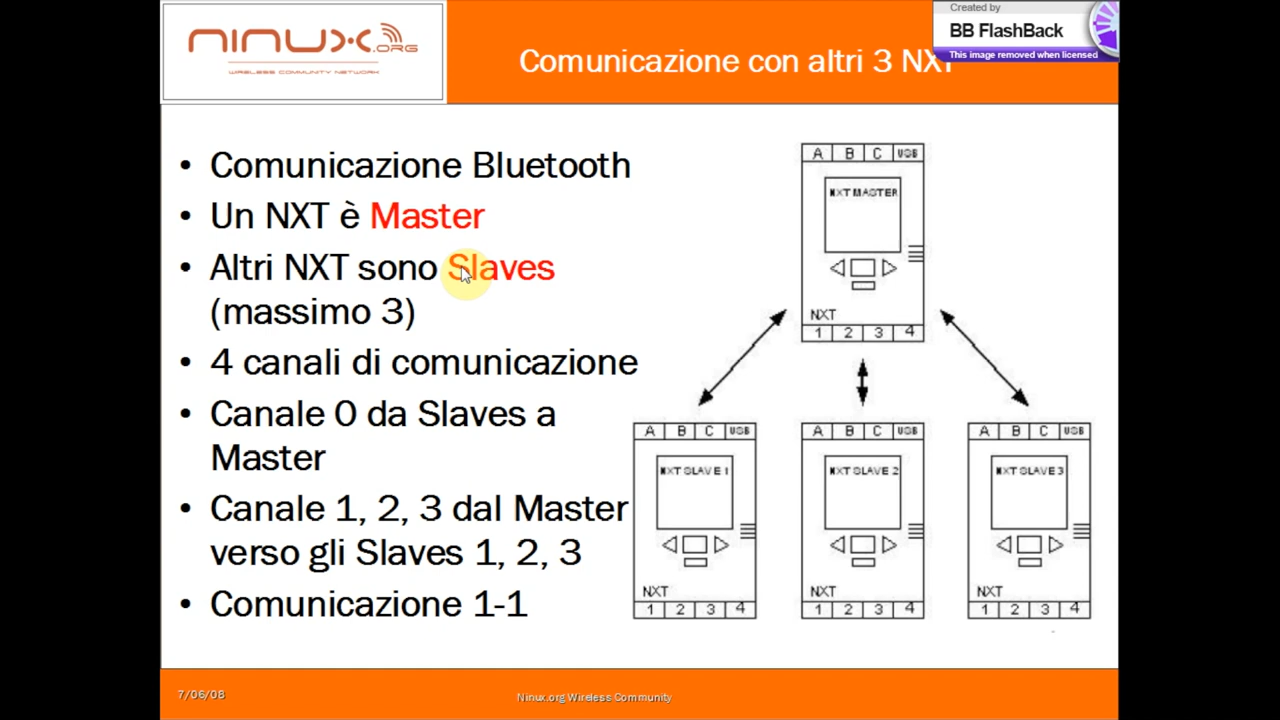 NINUX.ORG
WIRELESS COMMUNITY NETWORK
Created by
BB FlashBack
This image removed when licensed
Comunicazione con altri 3 NXT
• Comunicazione Bluetooth
• Un NXT è Master
• Altri NXT sono Slaves
(massimo 3)
• 4 canali di comunicazione
• Canale 0 da Slaves a
Master
• Canale 1, 2, 3 dal Master
verso gli Slaves 1, 2, 3
• Comunicazione 1-1
A B C USB
NXT MASTER
NXT
1 2 3 4
A B C USB
NXT SLAVE 1
NXT
1 2 3 4
A B C USB
NXT SLAVE 2
NXT
1 2 3 4
A B C USB
NXT SLAVE 3
NXT
1 2 3 4
7/06/08
Ninux.org Wireless Community